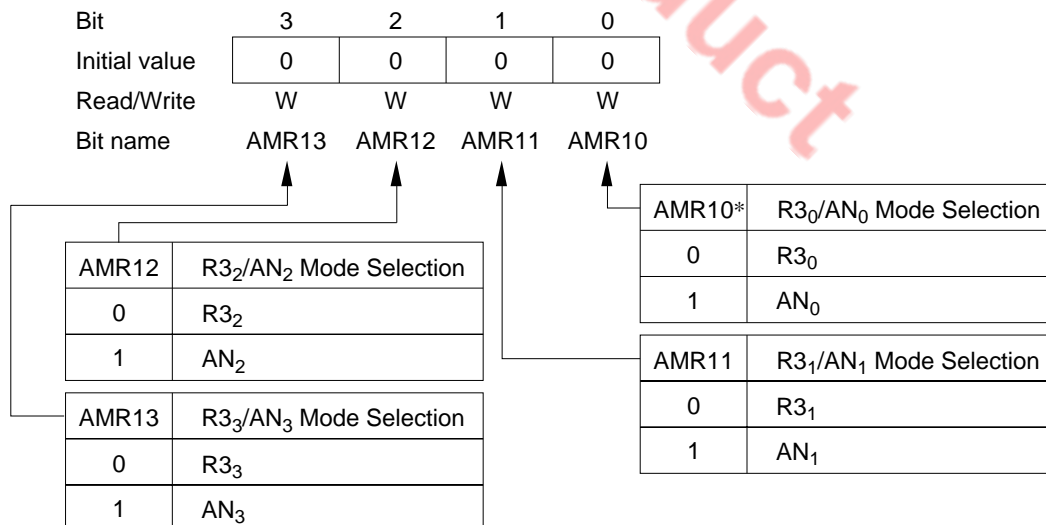 Bit 3 2 1 0
Initial value 0 0 0 0
Read/Write W W W W
Bit name AMR13 AMR12 AMR11 AMR10
AMR12 R3₂/AN₂ Mode Selection
0 R3₂
1 AN₂
AMR13 R3₃/AN₃ Mode Selection
0 R3₃
1 AN₃
AMR10* R3₀/AN₀ Mode Selection
0 R3₀
1 AN₀
AMR11 R3₁/AN₁ Mode Selection
0 R3₁
1 AN₁
uct